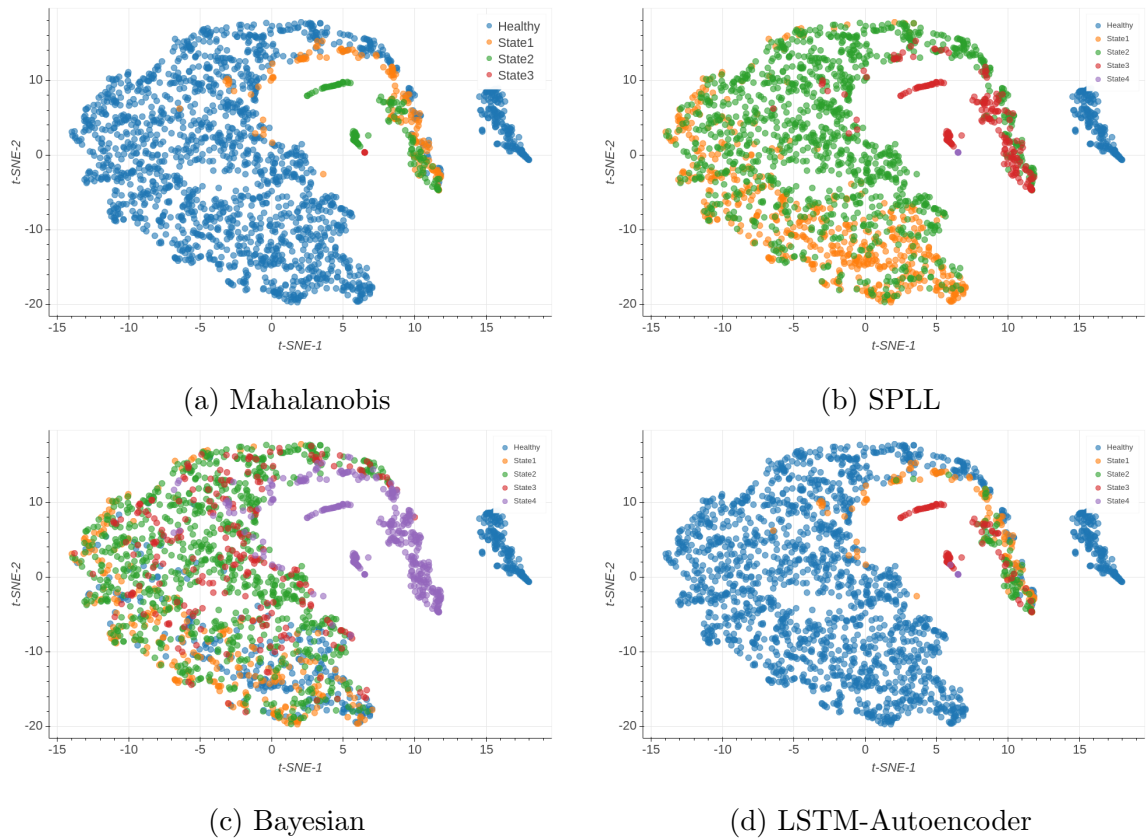 Healthy
State1
State2
State3
t-SNE-2
10
0
-10
-20
-15 -10 -5 0 5 10 15
t-SNE-1
(a) Mahalanobis
Healthy
State1
State2
State3
State4
t-SNE-2
10
0
-10
-20
-15 -10 -5 0 5 10 15
t-SNE-1
(b) SPLL
Healthy
State1
State2
State3
State4
t-SNE-2
10
0
-10
-20
-15 -10 -5 0 5 10 15
t-SNE-1
(c) Bayesian
Healthy
State1
State2
State3
State4
t-SNE-2
10
0
-10
-20
-15 -10 -5 0 5 10 15
t-SNE-1
(d) LSTM-Autoencoder